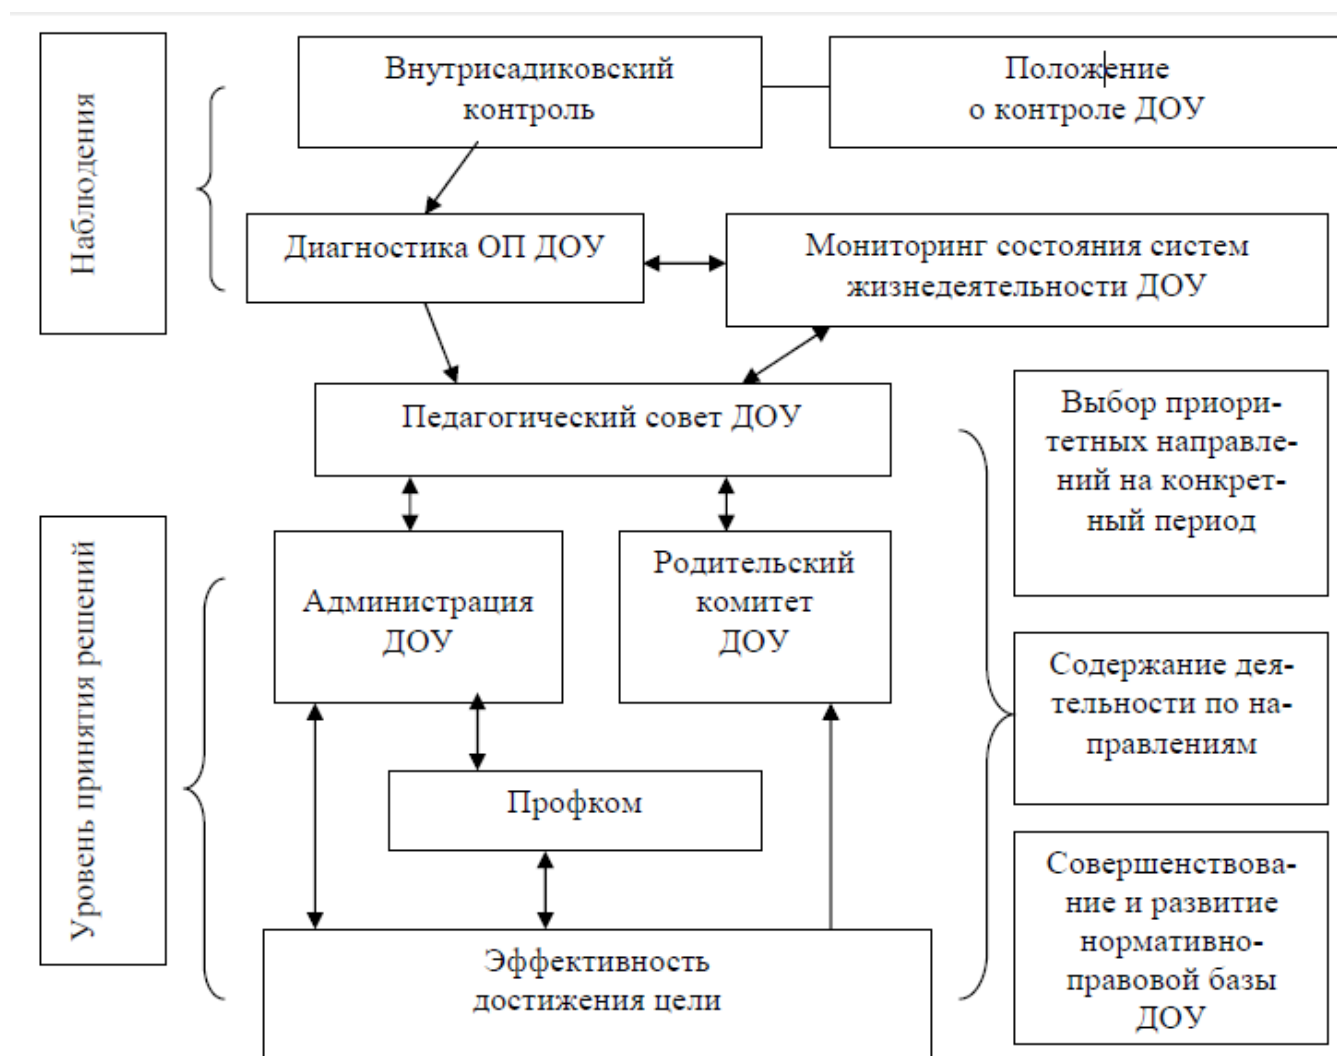 Наблюдения
Внутрисадиковский
контроль
Положение
о контроле ДОУ
Диагностика ОП ДОУ
Мониторинг состояния систем
жизнедеятельности ДОУ
Педагогический совет ДОУ
Выбор приори-
тетных направле-
ний на конкрет-
ный период
Уровень принятия решений
Администрация
ДОУ
Родительский
комитет
ДОУ
Содержание дея-
тельности по на-
правлениям
Профком
Совершенствова-
ние и развитие
нормативно-
правовой базы
ДОУ
Эффективность
достижения цели